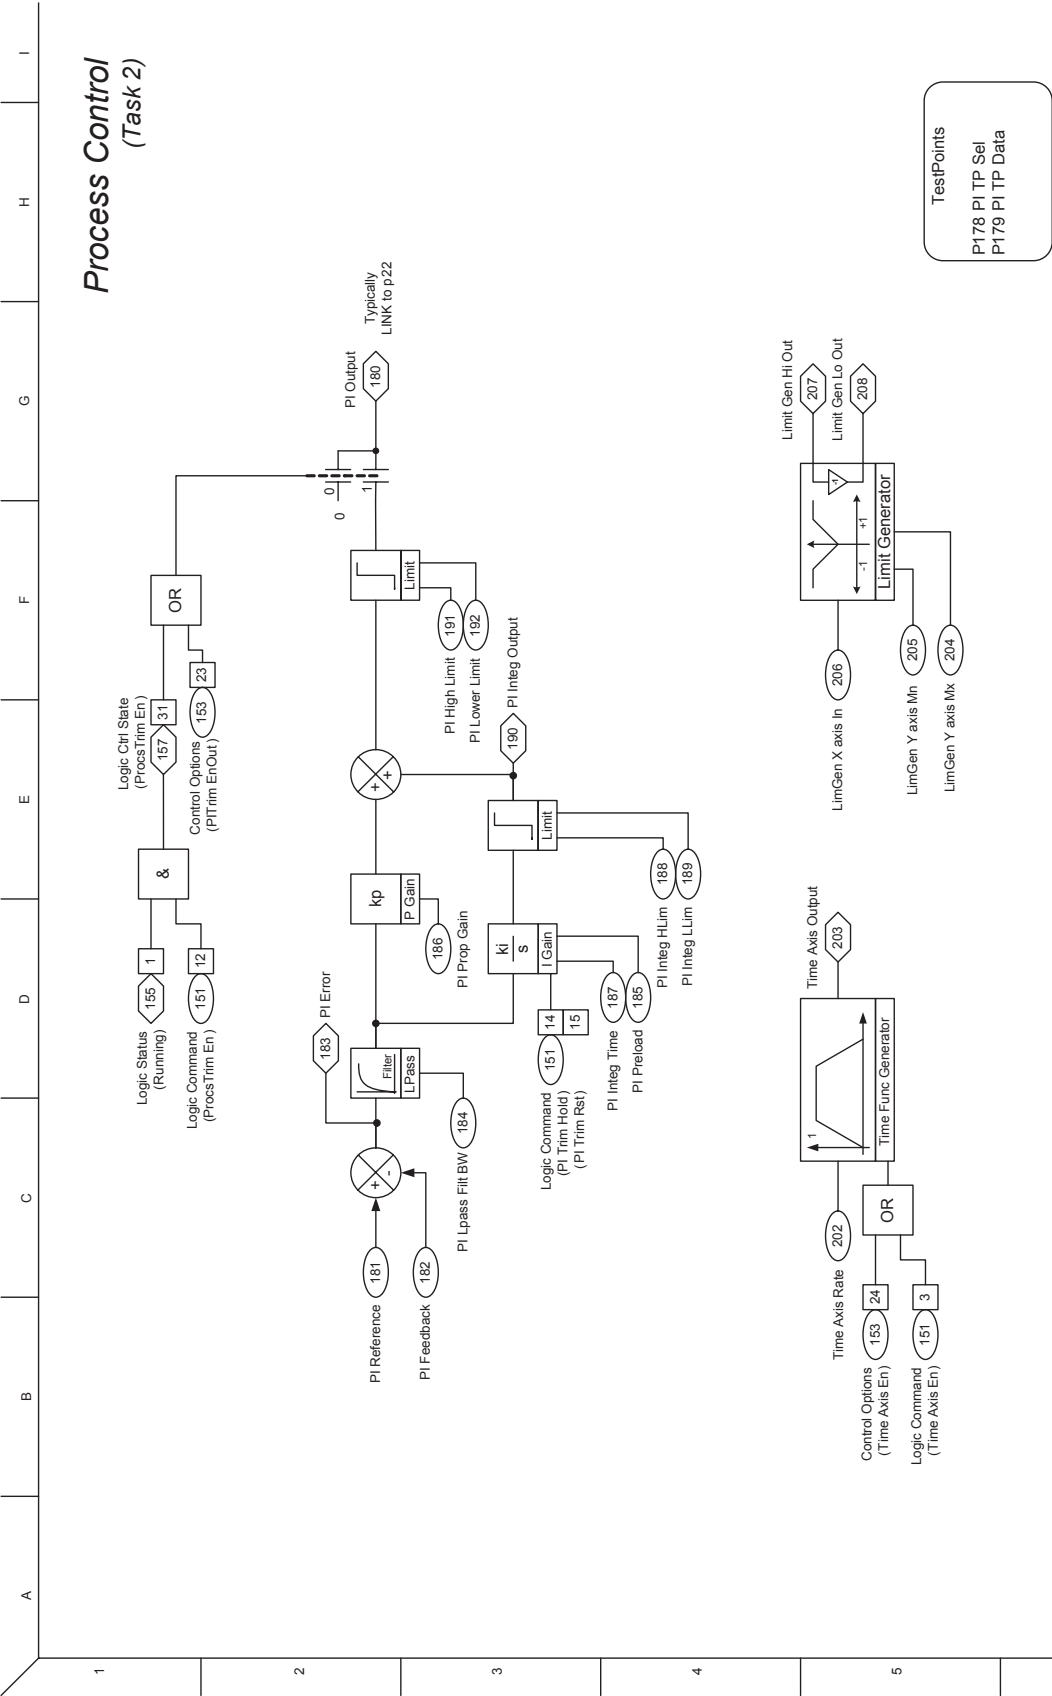 A
B
C
D
E
F
G
H
I
1
2
3
4
5
Process Control
(Task 2)
Logic Status
(Running)
155
1
Logic Command
(ProcsTrim En)
151
12
&
Logic Ctrl State
(ProcsTrim En)
157
31
Control Options
(PITrim EnOut)
153
23
OR
PI Reference
181
PI Feedback
182
+
-
183
PI Error
Filter
LPass
PI Lpass Filt BW
184
kp
P Gain
186
PI Prop Gain
ki
s
I Gain
Logic Command
(PI Trim Hold)
(PI Trim Rst)
151
14
15
PI Integ Time
187
PI Preload
185
Limit
PI Integ HLim
188
PI Integ LLim
189
190
PI Integ Output
+
+
Limit
PI High Limit
191
PI Lower Limit
192
0
0
1
PI Output
180
Typically
LINK to p22
Time Axis Rate
202
Control Options
(Time Axis En)
153
24
Logic Command
(Time Axis En)
151
3
OR
1
Time Func Generator
Time Axis Output
203
LimGen X axis In
206
LimGen Y axis Mn
205
LimGen Y axis Mx
204
-1
+1
-1
Limit Generator
Limit Gen Hi Out
207
Limit Gen Lo Out
208
TestPoints
P178 PI TP Sel
P179 PI TP Data